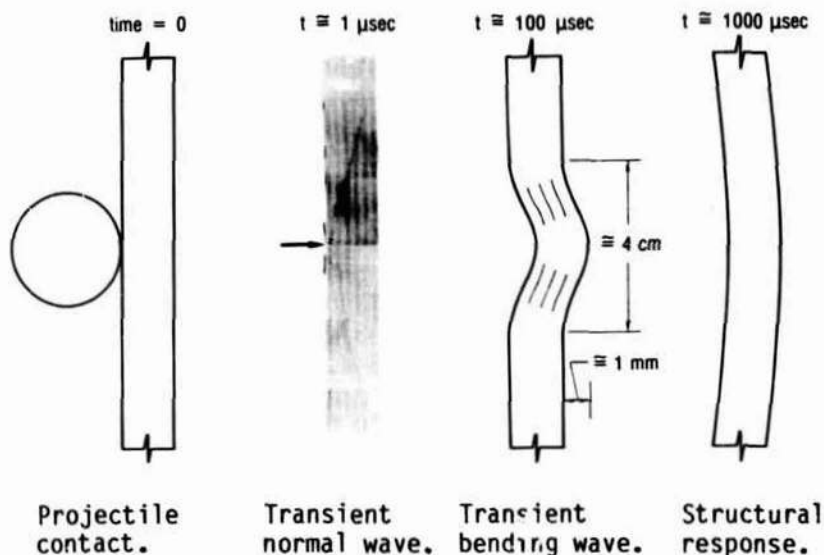 time = 0
t ≅ 1 μsec
t ≅ 100 μsec
t ≅ 1000 μsec
≅ 4 cm
≅ 1 mm
Projectile contact.
Transient normal wave.
Transient bending wave.
Structural response.